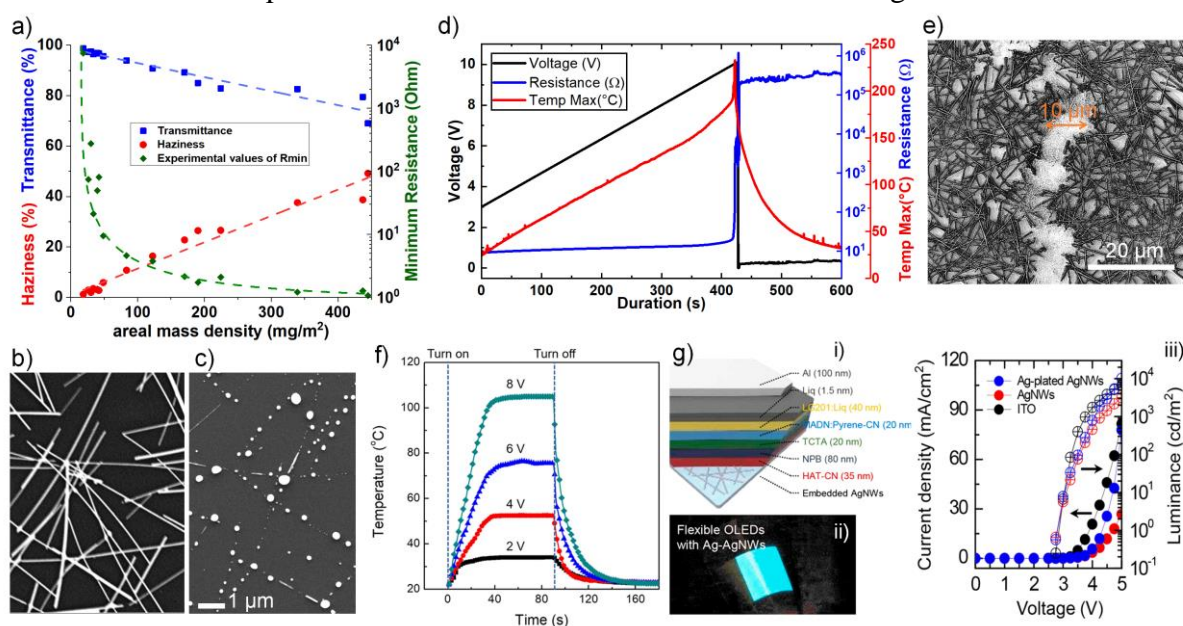 a)
Transmittance (%)
Haziness (%)
100
80
60
40
20
0
Transmittance
Haziness
Experimental values of Rmin
10⁴
10³
10²
10¹
10⁰
Minimum Resistance (Ohm)
0 100 200 300 400
areal mass density (mg/m²)
d)
Voltage (V)
10
8
6
4
2
0
Voltage (V)
Resistance (Ω)
Temp Max(°C)
10⁶
10⁵
10⁴
10³
10²
10¹
Resistance (Ω)
250
200
150
100
50
0
Temp Max(°C)
0 100 200 300 400 500 600
Duration (s)
e)
10 µm
20 µm
b)
c)
1 µm
f)
Turn on
Turn off
Temperature (°C)
120
100
80
60
40
20
8 V
6 V
4 V
2 V
0 40 80 120 160
Time (s)
g)
i)
Al (100 nm)
Liq (1.5 nm)
TCTA (20 nm)
NPB (80 nm)
HAT-CN (35 nm)
Embedded AgNWs
ii)
Flexible OLEDs
with Ag-AgNWs
iii)
Current density (mA/cm²)
120
90
60
30
0
Ag-plated AgNWs
AgNWs
ITO
10⁴
10³
10²
10¹
10⁰
10⁻¹
Luminance (cd/m²)
0 1 2 3 4 5
Voltage (V)